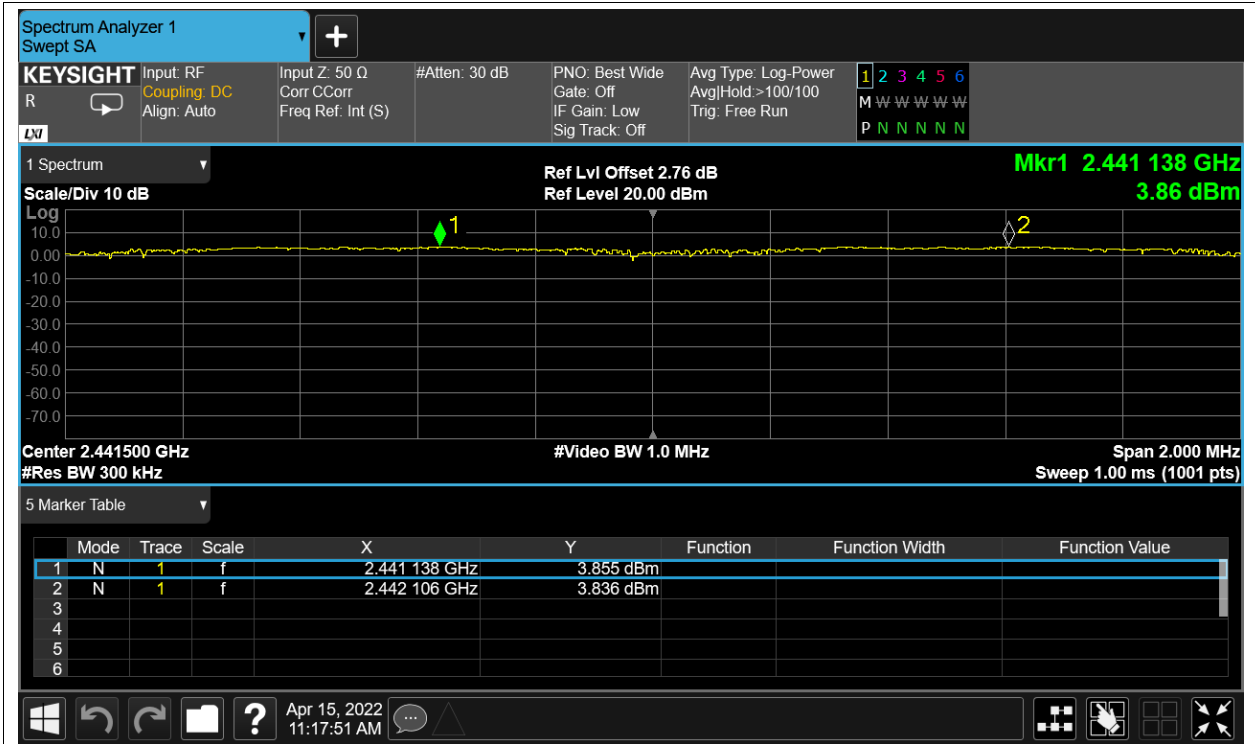 Spectrum Analyzer 1
Swept SA
+
KEYSIGHT
R
LXI
Input: RF
Coupling: DC
Align: Auto
Input Z: 50 Ω
Corr CCorr
Freq Ref: Int (S)
#Atten: 30 dB
PNO: Best Wide
Gate: Off
IF Gain: Low
Sig Track: Off
Avg Type: Log-Power
Avg|Hold:>100/100
Trig: Free Run
1 2 3 4 5 6
M W W W W W
P N N N N N
1 Spectrum
Scale/Div 10 dB
Ref Lvl Offset 2.76 dB
Ref Level 20.00 dBm
Mkr1 2.441 138 GHz
3.86 dBm
Log
10.0
0.00
-10.0
-20.0
-30.0
-40.0
-50.0
-60.0
-70.0
1
2
Center 2.441500 GHz
#Res BW 300 kHz
#Video BW 1.0 MHz
Span 2.000 MHz
Sweep 1.00 ms (1001 pts)
5 Marker Table
Mode Trace Scale X Y Function Function Width Function Value
1 N 1 f 2.441 138 GHz 3.855 dBm
2 N 1 f 2.442 106 GHz 3.836 dBm
3
4
5
6
?
Apr 15, 2022
11:17:51 AM